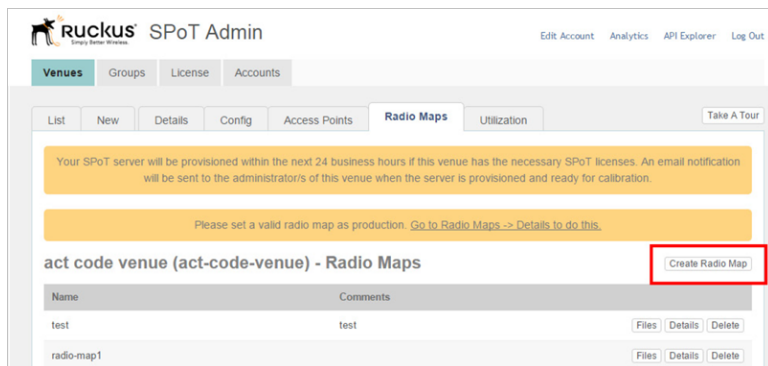 Ruckus SPoT Admin
Simply Better Wireless.
Edit Account Analytics API Explorer Log Out
Venues Groups License Accounts
List New Details Config Access Points Radio Maps Utilization Take A Tour
Your SPoT server will be provisioned within the next 24 business hours if this venue has the necessary SPoT licenses. An email notification
will be sent to the administrator/s of this venue when the server is provisioned and ready for calibration.
Please set a valid radio map as production. Go to Radio Maps -> Details to do this.
act code venue (act-code-venue) - Radio Maps Create Radio Map
Name Comments
test test Files Details Delete
radio-map1 Files Details Delete